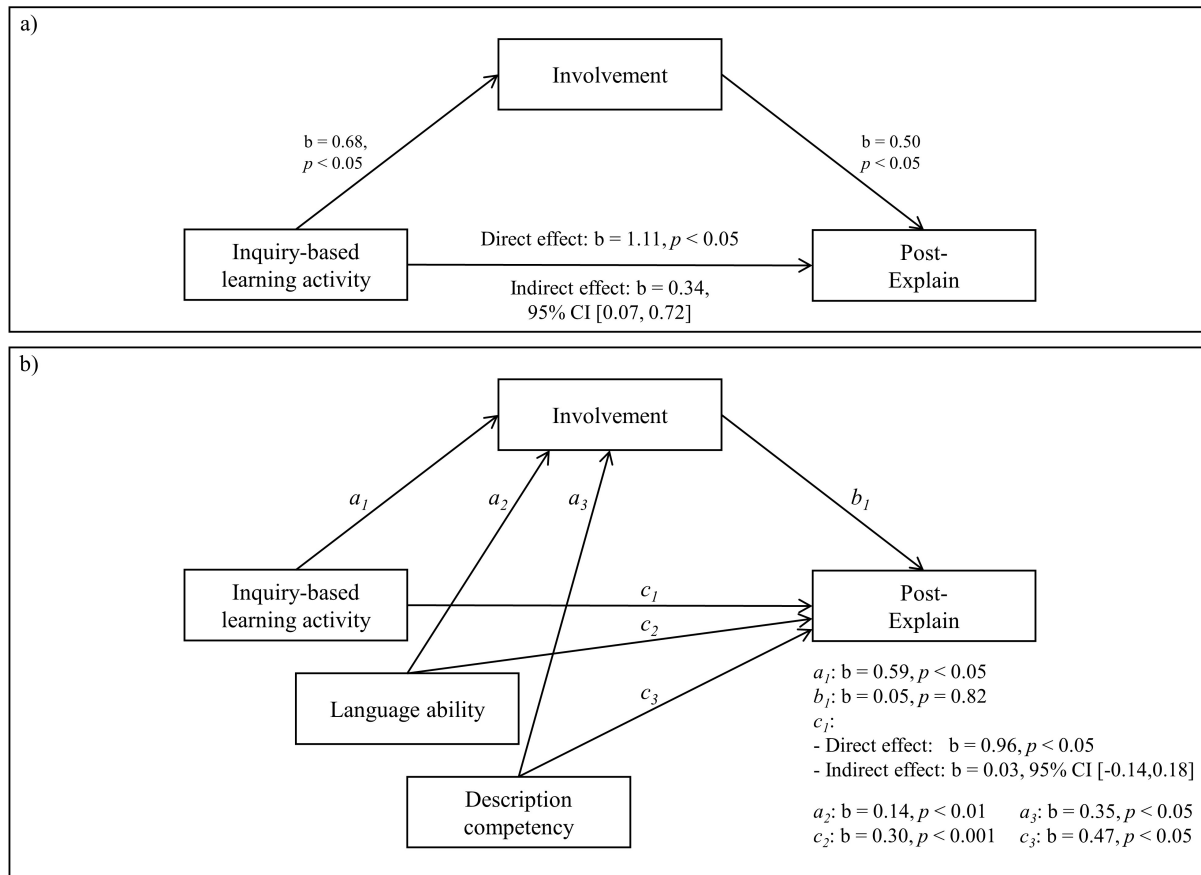 a)
Involvement
b = 0.68,
p < 0.05
b = 0.50
p < 0.05
Inquiry-based
learning activity
Direct effect: b = 1.11, p < 0.05
Indirect effect: b = 0.34,
95% CI [0.07, 0.72]
Post-
Explain
b)
Involvement
a1
a2
a3
b1
Inquiry-based
learning activity
c1
c2
c3
Post-
Explain
Language ability
Description
competency
a1: b = 0.59, p < 0.05
b1: b = 0.05, p = 0.82
c1:
- Direct effect: b = 0.96, p < 0.05
- Indirect effect: b = 0.03, 95% CI [-0.14,0.18]
a2: b = 0.14, p < 0.01 a3: b = 0.35, p < 0.05
c2: b = 0.30, p < 0.001 c3: b = 0.47, p < 0.05